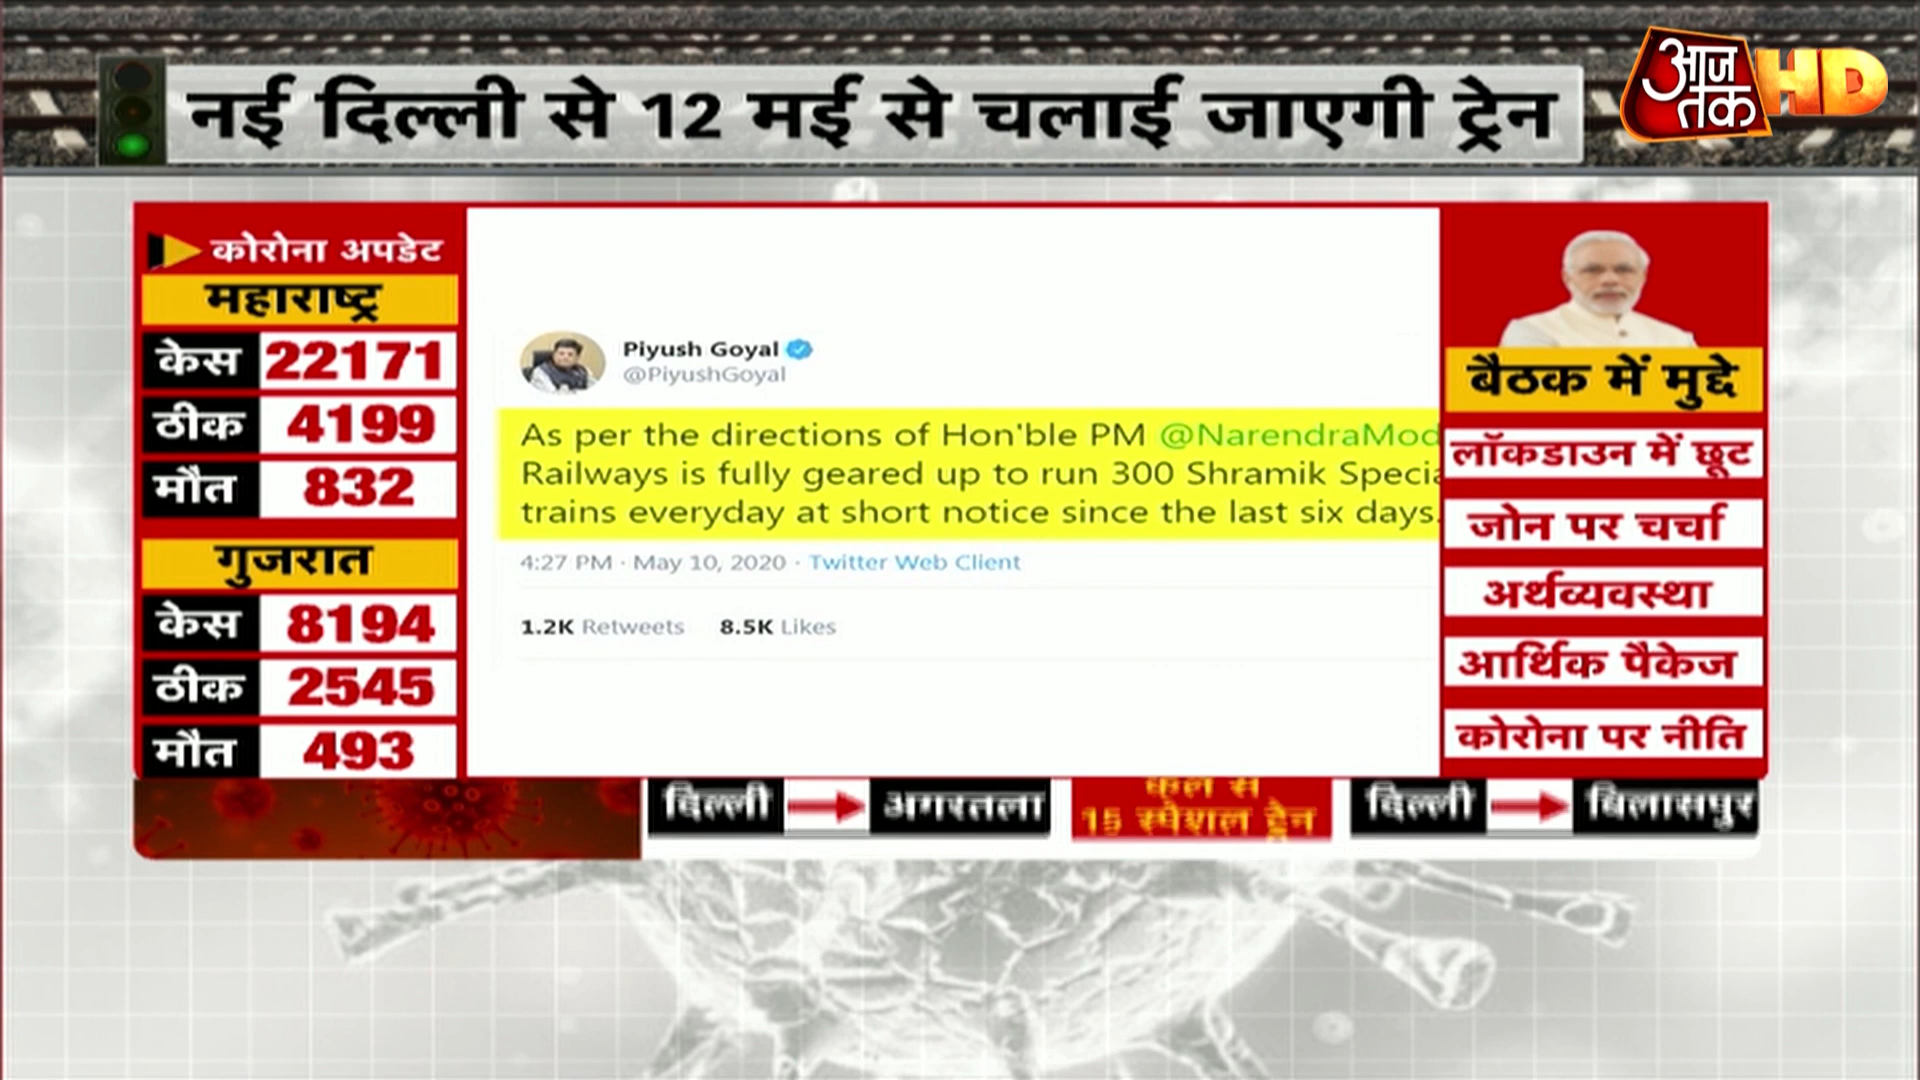 नई दिल्ली से 12 मई से चलाई जाएगी ट्रेन
आज
तक
HD
कोरोना अपडेट
महाराष्ट्र
केस 22171
ठीक 4199
मौत 832
गुजरात
केस 8194
ठीक 2545
मौत 493
Piyush Goyal
@PiyushGoyal
As per the directions of Hon'ble PM @NarendraMod
Railways is fully geared up to run 300 Shramik Specia
trains everyday at short notice since the last six days.
4:27 PM · May 10, 2020 · Twitter Web Client
1.2K Retweets 8.5K Likes
बैठक में मुद्दे
लॉकडाउन में छूट
जोन पर चर्चा
अर्थव्यवस्था
आर्थिक पैकेज
कोरोना पर नीति
दिल्ली अगरतला
कल से
15 स्पेशल ट्रेन
दिल्ली बिलासपुर